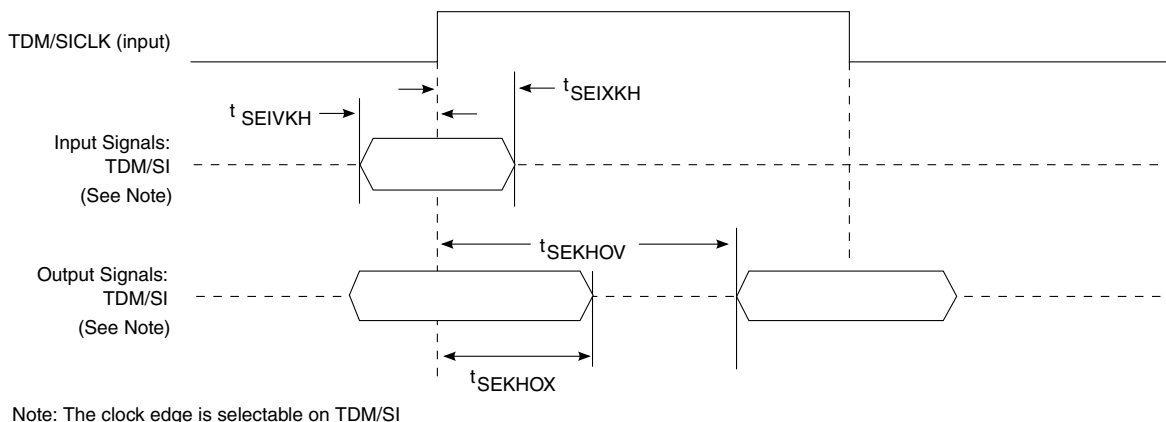 TDM/SICLK (input)
t SEIXKH
t SEIVKH
Input Signals:
TDM/SI
(See Note)
t SEKHOV
Output Signals:
TDM/SI
(See Note)
t SEKHOX
Note: The clock edge is selectable on TDM/SI